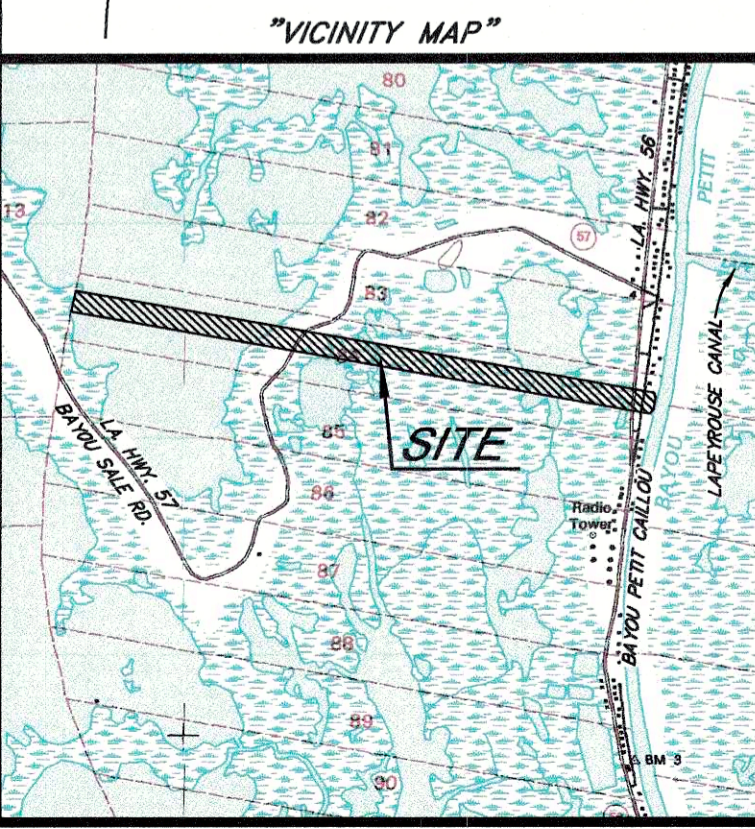 "VICINITY MAP"
80
81
82
13
57
LA. HWY. 56
PETIT
83
84
LAPEYROUSE CANAL
SITE
85
LA. HWY. 57
BAYOU SALE RD.
86
BAYOU
Radio
Tower
BAYOU PETIT CAILLOU
87
88
89
BM 3
90